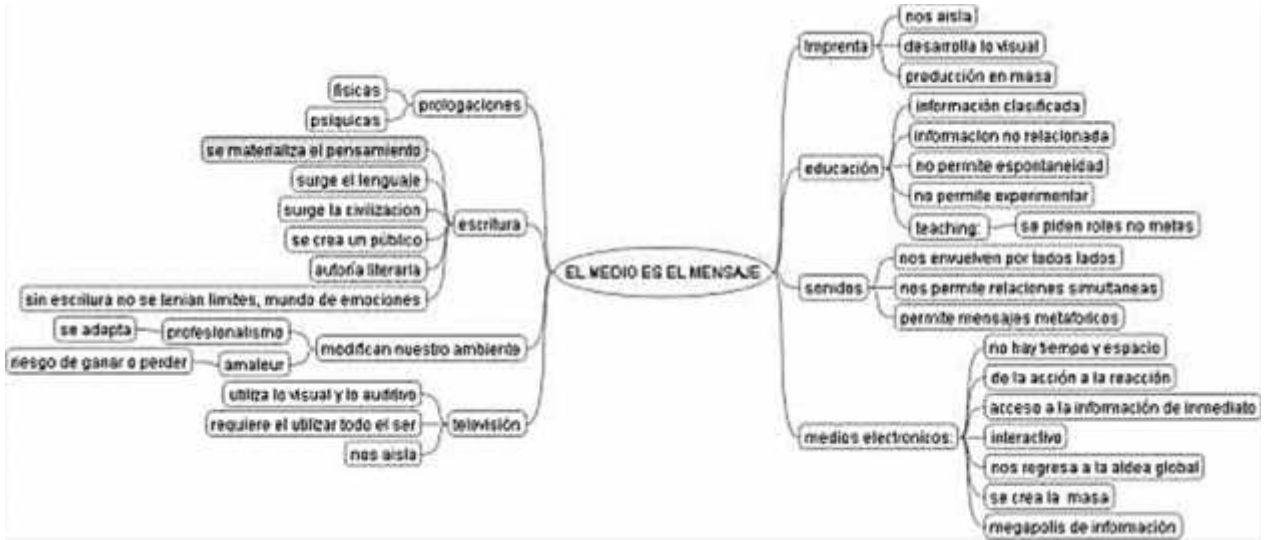 EL MEDIO ES EL MENSAJE
prologaciones
físicas
psíquicas
escritura
se materializa el pensamiento
surge el lenguaje
surge la civilizacion
se crea un público
autoría literaria
sin escritura no se tenian limites, mundo de emociones
modifican nuestro ambiente
profesionalismo
se adapta
amateur
riesgo de ganar o perder
televisión
utiliza lo visual y lo auditivo
requiere el utilizar todo el ser
nos aisla
Imprenta
nos aisla
desarrolla lo visual
producción en masa
educación
información clasificada
informacion no relacionada
no permite espontaneidad
no permite experimentar
teaching:
se piden roles no metas
sonidos
nos envuelven por todos lados
nos permite relaciones simultaneas
permite mensajes metaforicos
medios electronicos:
no hay tiempo y espacio
de la acción a la reacción
acceso a la información de inmediato
interactivo
nos regresa a la aldea global
se crea la masa
megapolis de información